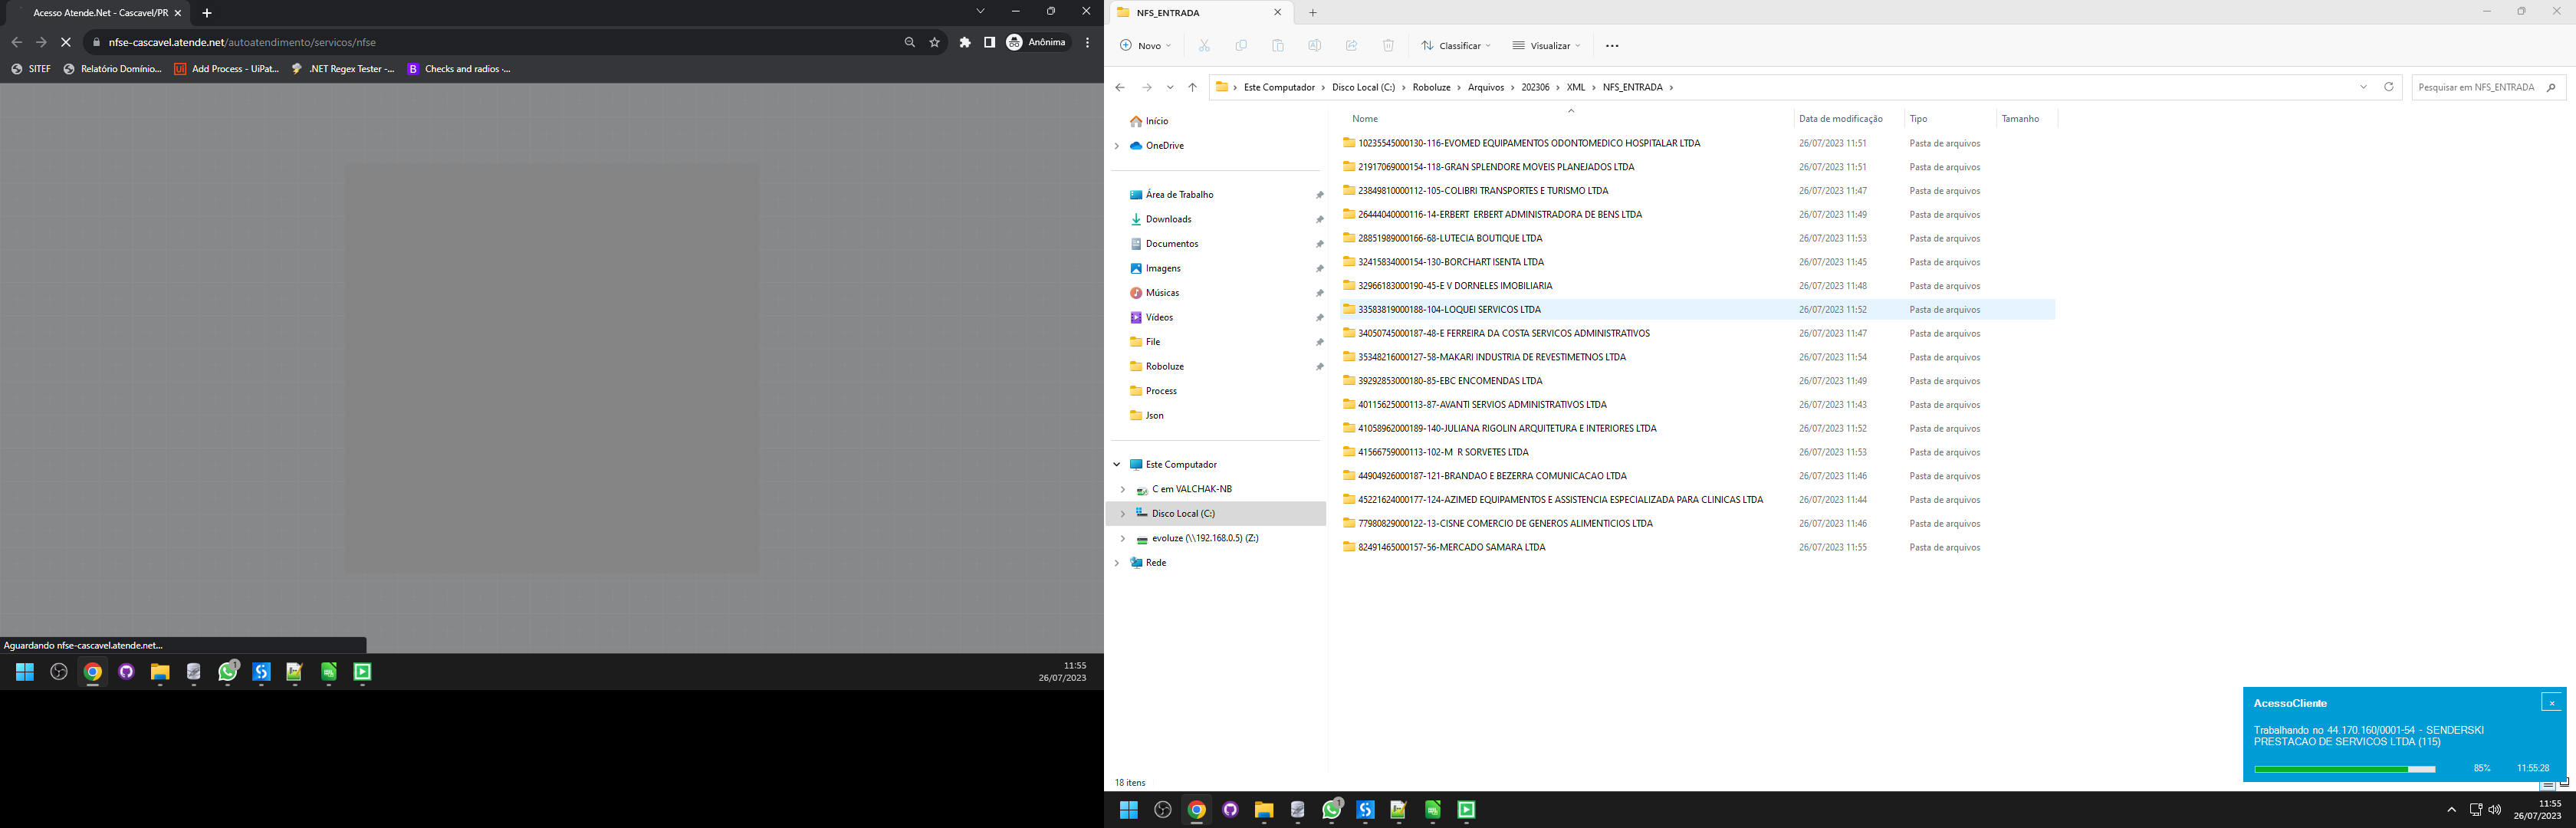 Acesso Atende.Net - Cascavel/PR
nfse-cascavel.atende.net/autoatendimento/servicos/nfse
Anônima
SITEF
Relatório Domínio...
Add Process - UiPat...
.NET Regex Tester -...
Checks and radios ·...
Aguardando nfse-cascavel.atende.net...
1
11:55
26/07/2023
NFS_ENTRADA
Novo
Classificar
Visualizar
Este Computador > Disco Local (C:) > Roboluze > Arquivos > 202306 > XML > NFS_ENTRADA >
Pesquisar em NFS_ENTRADA
Início
OneDrive
Área de Trabalho
Downloads
Documentos
Imagens
Músicas
Vídeos
File
Roboluze
Process
Json
Este Computador
C em VALCHAK-NB
Disco Local (C:)
evoluze (\\192.168.0.5) (Z:)
Rede
Nome Data de modificação Tipo Tamanho
10235545000130-116-EVOMED EQUIPAMENTOS ODONTOMEDICO HOSPITALAR LTDA 26/07/2023 11:51 Pasta de arquivos
21917069000154-118-GRAN SPLENDORE MOVEIS PLANEJADOS LTDA 26/07/2023 11:51 Pasta de arquivos
23849810000112-105-COLIBRI TRANSPORTES E TURISMO LTDA 26/07/2023 11:47 Pasta de arquivos
26444040000116-14-ERBERT  ERBERT ADMINISTRADORA DE BENS LTDA 26/07/2023 11:49 Pasta de arquivos
28851989000166-68-LUTECIA BOUTIQUE LTDA 26/07/2023 11:53 Pasta de arquivos
32415834000154-130-BORCHART ISENTA LTDA 26/07/2023 11:45 Pasta de arquivos
32966183000190-45-E V DORNELES IMOBILIARIA 26/07/2023 11:48 Pasta de arquivos
33583819000188-104-LOQUEI SERVICOS LTDA 26/07/2023 11:52 Pasta de arquivos
34050745000187-48-E FERREIRA DA COSTA SERVICOS ADMINISTRATIVOS 26/07/2023 11:47 Pasta de arquivos
35348216000127-58-MAKARI INDUSTRIA DE REVESTIMETNOS LTDA 26/07/2023 11:54 Pasta de arquivos
39292853000180-85-EBC ENCOMENDAS LTDA 26/07/2023 11:49 Pasta de arquivos
40115625000113-87-AVANTI SERVIOS ADMINISTRATIVOS LTDA 26/07/2023 11:43 Pasta de arquivos
41058962000189-140-JULIANA RIGOLIN ARQUITETURA E INTERIORES LTDA 26/07/2023 11:52 Pasta de arquivos
41566759000113-102-M  R SORVETES LTDA 26/07/2023 11:53 Pasta de arquivos
44904926000187-121-BRANDAO E BEZERRA COMUNICACAO LTDA 26/07/2023 11:46 Pasta de arquivos
45221624000177-124-AZIMED EQUIPAMENTOS E ASSISTENCIA ESPECIALIZADA PARA CLINICAS LTDA 26/07/2023 11:44 Pasta de arquivos
77980829000122-13-CISNE COMERCIO DE GENEROS ALIMENTICIOS LTDA 26/07/2023 11:46 Pasta de arquivos
82491465000157-56-MERCADO SAMARA LTDA 26/07/2023 11:55 Pasta de arquivos
18 itens
AcessoCliente
Trabalhando no 44.170.160/0001-54 - SENDERSKI
PRESTACAO DE SERVICOS LTDA (115)
85% 11:55:28
1
11:55
26/07/2023